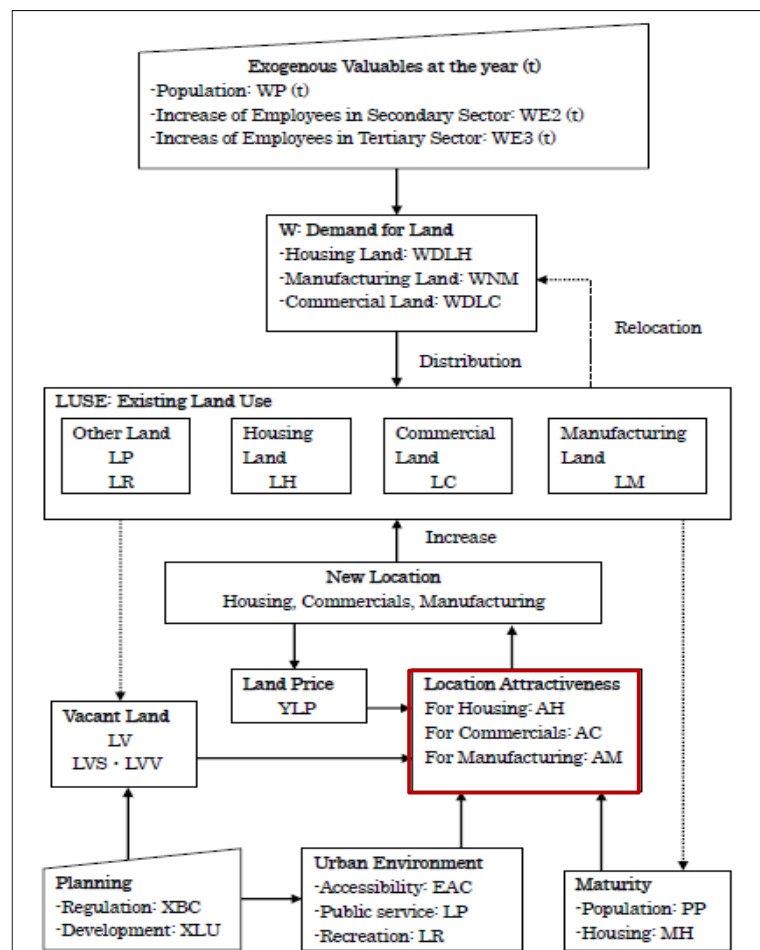 Exogenous Valuables at the year (t)
-Population: WP (t)
-Increase of Employees in Secondary Sector: WE2 (t)
-Increas of Employees in Tertiary Sector: WE3 (t)
W: Demand for Land
-Housing Land: WDLH
-Manufacturing Land: WNM
-Commercial Land: WDLC
Relocation
Distribution
LUSE: Existing Land Use
Other Land
LP
LR
Housing
Land
LH
Commercial
Land
LC
Manufacturing
Land
LM
Increase
New Location
Housing, Commercials, Manufacturing
Land Price
YLP
Location Attractiveness
For Housing: AH
For Commercials: AC
For Manufacturing: AM
Vacant Land
LV
LVS・LVV
Planning
-Regulation: XBC
-Development: XLU
Urban Environment
-Accessibility: EAC
-Public service: LP
-Recreation: LR
Maturity
-Population: PP
-Housing: MH